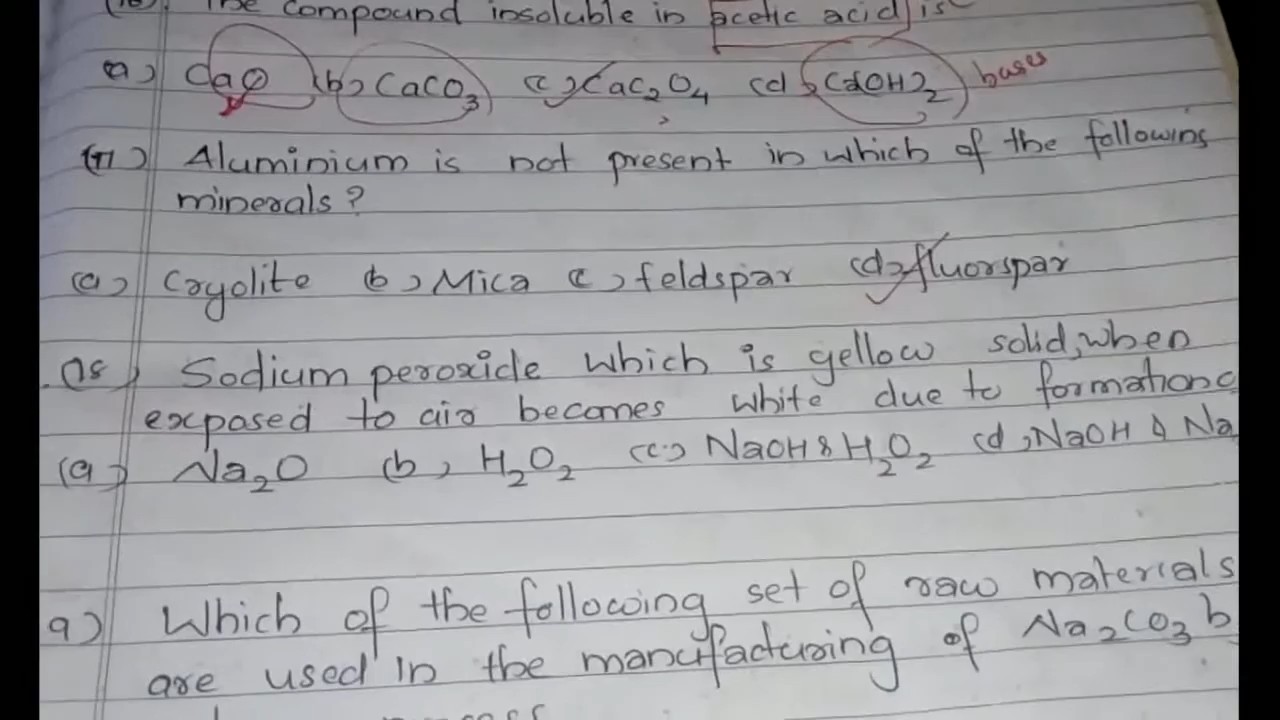 The compound insoluble in acetic acid is
(a) CaO (b) CaCO3 (c) CaC2O4 (d) Ca(OH)2 bases
(17) Aluminium is not present in which of the following
minerals?
(a) Cryolite (b) Mica (c) feldspar (d) fluorspar
Sodium peroxide which is yellow solid, when
exposed to air becomes white due to formation
(a) Na2O (b) H2O2 (c) NaOH & H2O2 (d) NaOH & Na
9) Which of the following set of raw materials
are used in the manufacturing of Na2CO3 b